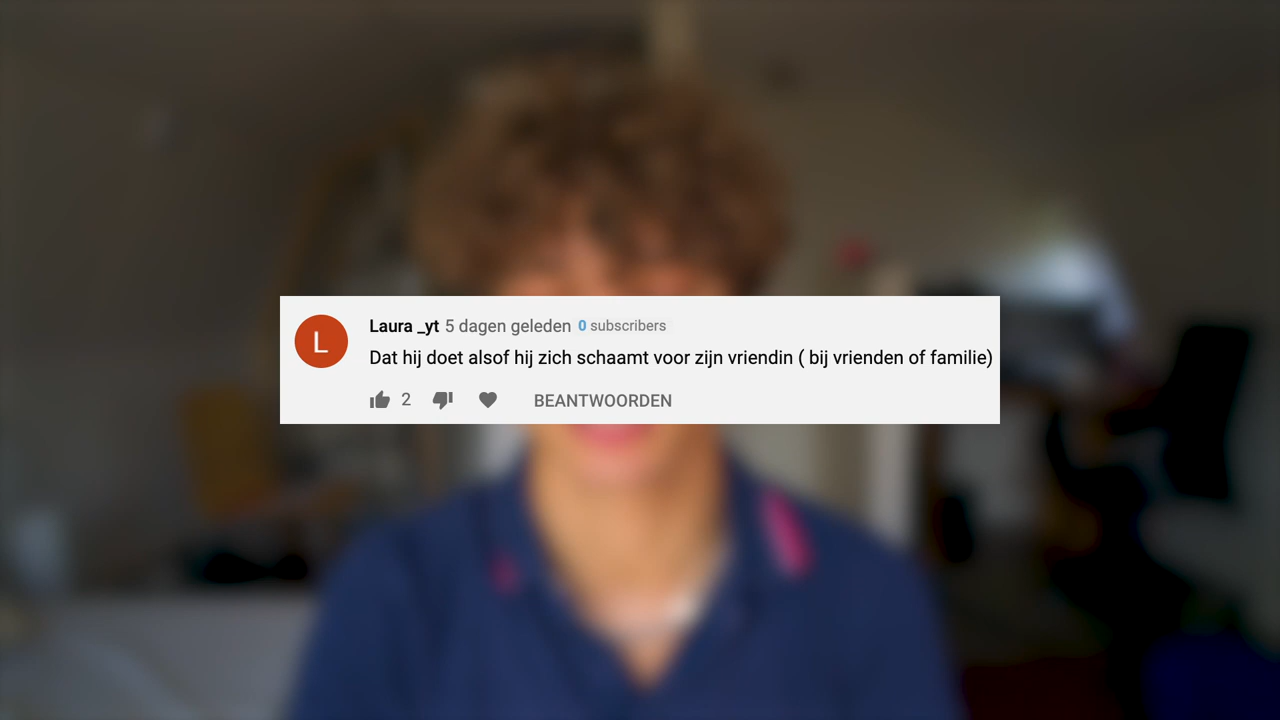 L
Laura _yt 5 dagen geleden 0 subscribers
Dat hij doet alsof hij zich schaamt voor zijn vriendin ( bij vrienden of familie)
2 BEANTWOORDEN